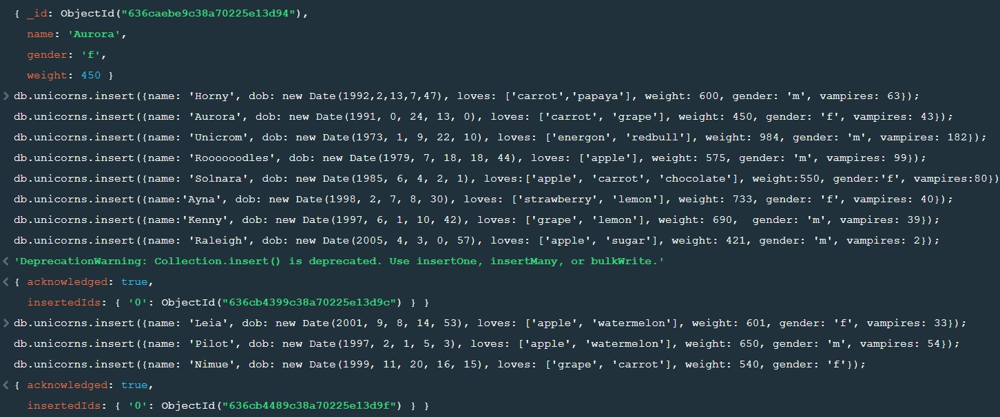 { _id: ObjectId("636caebe9c38a70225e13d94"),
name: 'Aurora',
gender: 'f',
weight: 450 }
> db.unicorns.insert({name: 'Horny', dob: new Date(1992,2,13,7,47), loves: ['carrot','papaya'], weight: 600, gender: 'm', vampires: 63});
db.unicorns.insert({name: 'Aurora', dob: new Date(1991, 0, 24, 13, 0), loves: ['carrot', 'grape'], weight: 450, gender: 'f', vampires: 43});
db.unicorns.insert({name: 'Unicrom', dob: new Date(1973, 1, 9, 22, 10), loves: ['energon', 'redbull'], weight: 984, gender: 'm', vampires: 182});
db.unicorns.insert({name: 'Roooooodles', dob: new Date(1979, 7, 18, 18, 44), loves: ['apple'], weight: 575, gender: 'm', vampires: 99});
db.unicorns.insert({name: 'Solnara', dob: new Date(1985, 6, 4, 2, 1), loves:['apple', 'carrot', 'chocolate'], weight:550, gender:'f', vampires:80})
db.unicorns.insert({name:'Ayna', dob: new Date(1998, 2, 7, 8, 30), loves: ['strawberry', 'lemon'], weight: 733, gender: 'f', vampires: 40});
db.unicorns.insert({name:'Kenny', dob: new Date(1997, 6, 1, 10, 42), loves: ['grape', 'lemon'], weight: 690,  gender: 'm', vampires: 39});
db.unicorns.insert({name: 'Raleigh', dob: new Date(2005, 4, 3, 0, 57), loves: ['apple', 'sugar'], weight: 421, gender: 'm', vampires: 2});
< 'DeprecationWarning: Collection.insert() is deprecated. Use insertOne, insertMany, or bulkWrite.'
< { acknowledged: true,
insertedIds: { '0': ObjectId("636cb4399c38a70225e13d9c") } }
> db.unicorns.insert({name: 'Leia', dob: new Date(2001, 9, 8, 14, 53), loves: ['apple', 'watermelon'], weight: 601, gender: 'f', vampires: 33});
db.unicorns.insert({name: 'Pilot', dob: new Date(1997, 2, 1, 5, 3), loves: ['apple', 'watermelon'], weight: 650, gender: 'm', vampires: 54});
db.unicorns.insert({name: 'Nimue', dob: new Date(1999, 11, 20, 16, 15), loves: ['grape', 'carrot'], weight: 540, gender: 'f'});
< { acknowledged: true,
insertedIds: { '0': ObjectId("636cb4489c38a70225e13d9f") } }